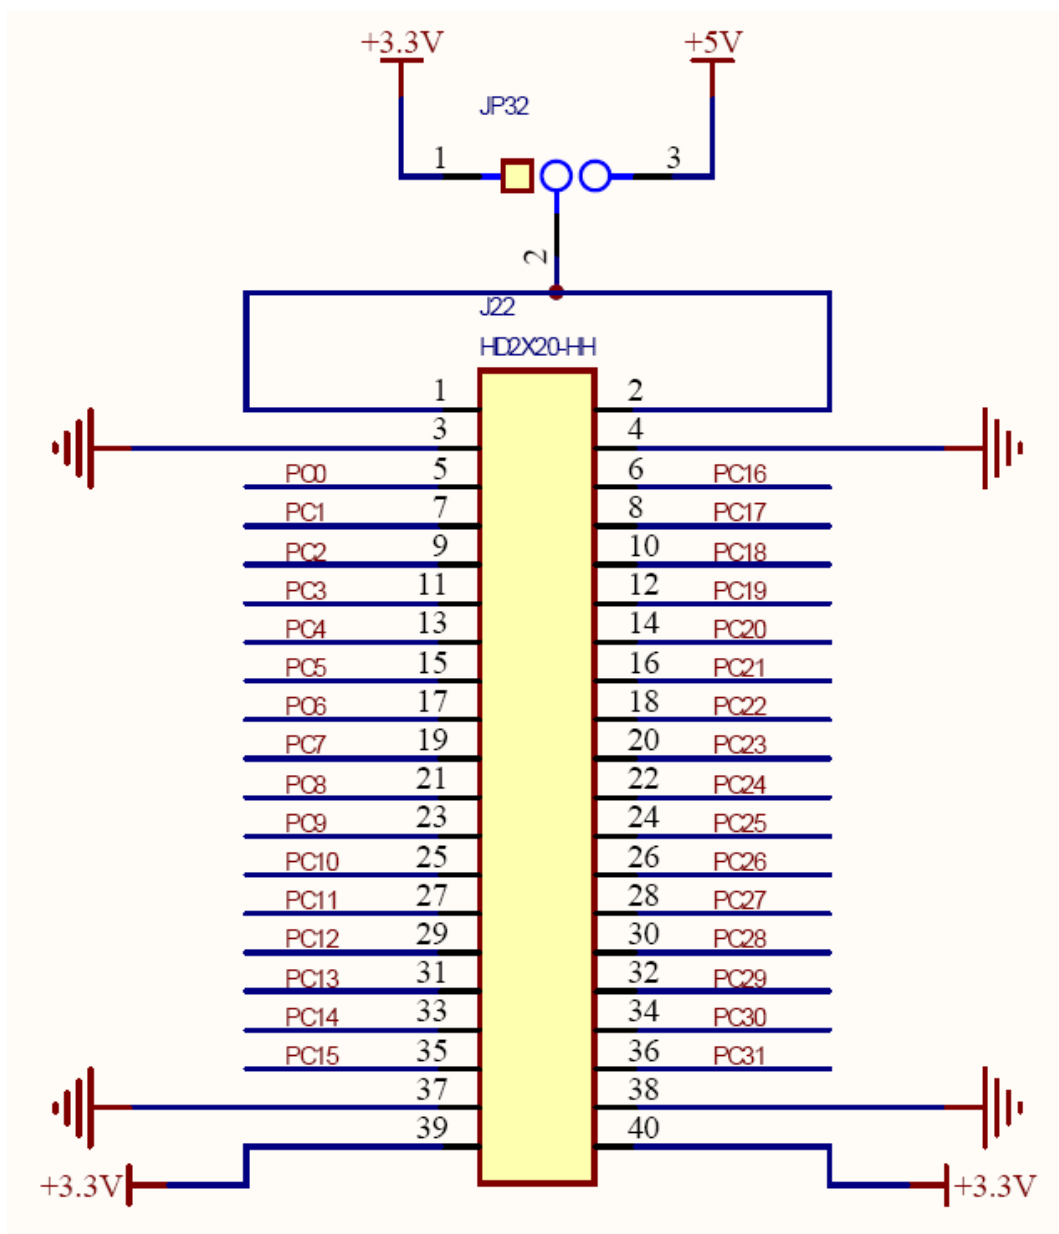 +3.3V +5V
JP32
1 3
2
J22
HD2X20-HH
1 2
3 4
PC0 5 6 PC16
PC1 7 8 PC17
PC2 9 10 PC18
PC3 11 12 PC19
PC4 13 14 PC20
PC5 15 16 PC21
PC6 17 18 PC22
PC7 19 20 PC23
PC8 21 22 PC24
PC9 23 24 PC25
PC10 25 26 PC26
PC11 27 28 PC27
PC12 29 30 PC28
PC13 31 32 PC29
PC14 33 34 PC30
PC15 35 36 PC31
37 38
39 40
+3.3V +3.3V